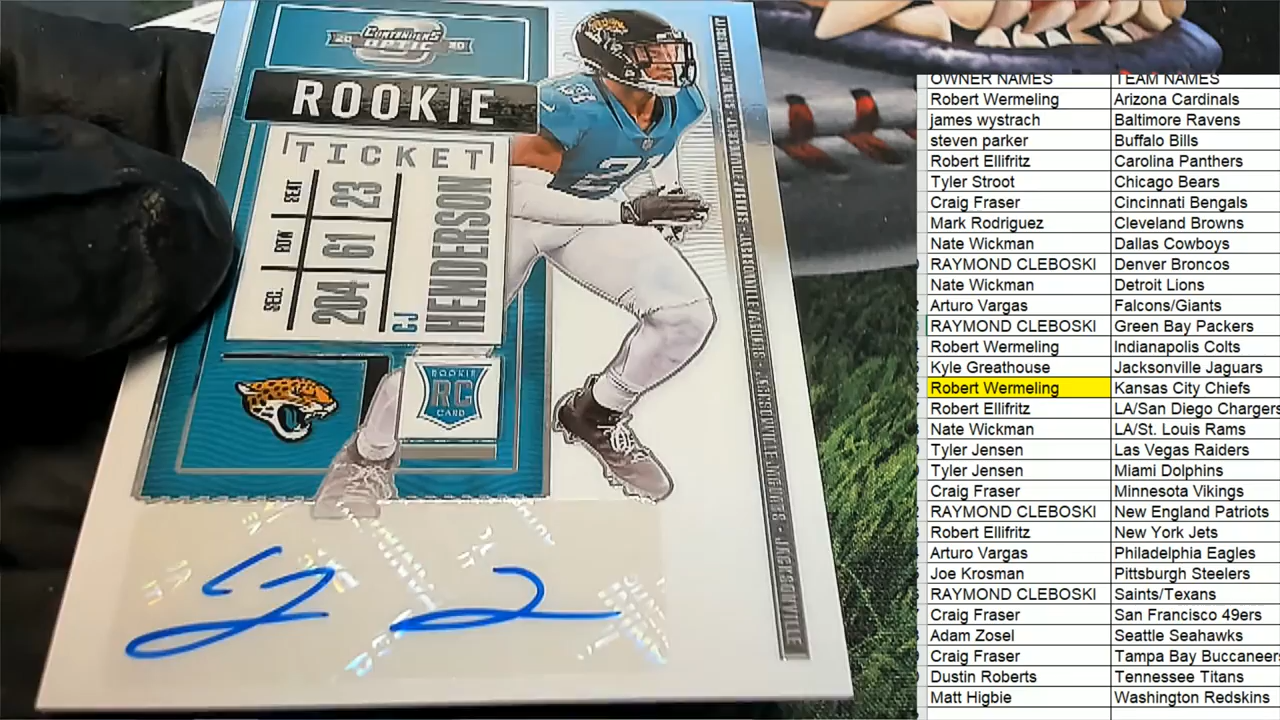 20 CONTENDERS 20
OPTIC
ROOKIE
TICKET
SEAT 23
ROW 61
SEC. 204
CJ
HENDERSON
ROOKIE
RC
CARD
JACKSONVILLE JAGUARS - JACKSONVILLE
OWNER NAMES TEAM NAMES
Robert Wermeling Arizona Cardinals
james wystrach Baltimore Ravens
steven parker Buffalo Bills
Robert Ellifritz Carolina Panthers
Tyler Stroot Chicago Bears
Craig Fraser Cincinnati Bengals
Mark Rodriguez Cleveland Browns
Nate Wickman Dallas Cowboys
RAYMOND CLEBOSKI Denver Broncos
Nate Wickman Detroit Lions
Arturo Vargas Falcons/Giants
RAYMOND CLEBOSKI Green Bay Packers
Robert Wermeling Indianapolis Colts
Kyle Greathouse Jacksonville Jaguars
Robert Wermeling Kansas City Chiefs
Robert Ellifritz LA/San Diego Chargers
Nate Wickman LA/St. Louis Rams
Tyler Jensen Las Vegas Raiders
Tyler Jensen Miami Dolphins
Craig Fraser Minnesota Vikings
RAYMOND CLEBOSKI New England Patriots
Robert Ellifritz New York Jets
Arturo Vargas Philadelphia Eagles
Joe Krosman Pittsburgh Steelers
RAYMOND CLEBOSKI Saints/Texans
Craig Fraser San Francisco 49ers
Adam Zosel Seattle Seahawks
Craig Fraser Tampa Bay Buccaneers
Dustin Roberts Tennessee Titans
Matt Higbie Washington Redskins